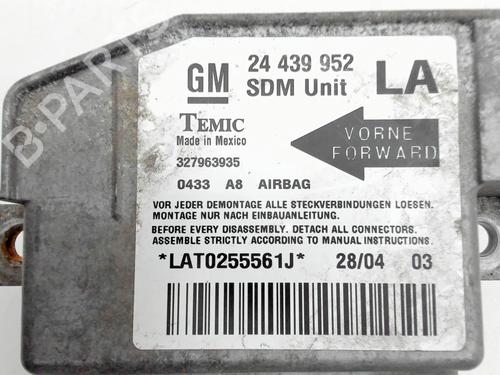 GM 24 439 952 LA
SDM Unit
TEMIC
Made in Mexico
VORNE
FORWARD
327963935
0433 A8 AIRBAG
VOR JEDER DEMONTAGE ALLE STECKVERBINDUNGEN LOESEN.
MONTAGE NUR NACH EINBAUANLEITUNG.
BEFORE EVERY DISASSEMBLY. DETACH ALL CONNECTORS.
ASSEMBLE STRICTLY ACCORDING TO MANUAL INSTRUCTIONS.
*LAT0255561J* 28/04 03
B-PARTS